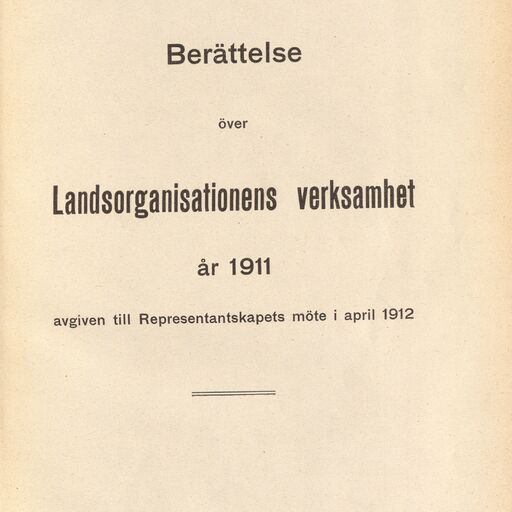 Berättelse
över
Landsorganisationens verksamhet
år 1911
avgiven till Representantskapets möte i april 1912